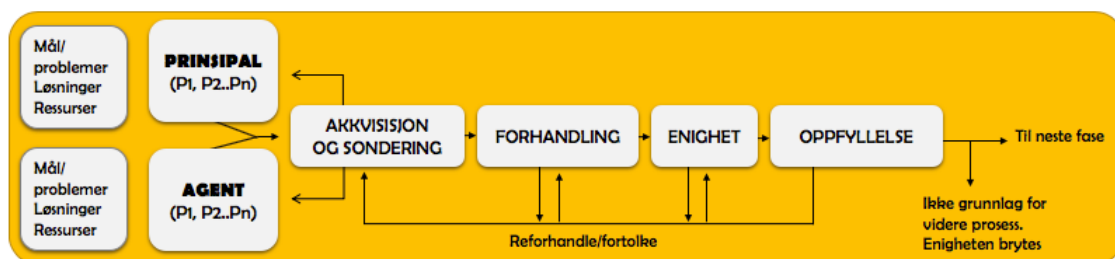 Mål/
problemer
Løsninger
Ressurser
PRINSIPAL
(P1, P2..Pn)
Mål/
problemer
Løsninger
Ressurser
AGENT
(P1, P2..Pn)
AKKVISISJON
OG SONDERING
FORHANDLING
ENIGHET
OPPFYLLELSE
Til neste fase
Ikke grunnlag for
videre prosess.
Enigheten brytes
Reforhandle/fortolke